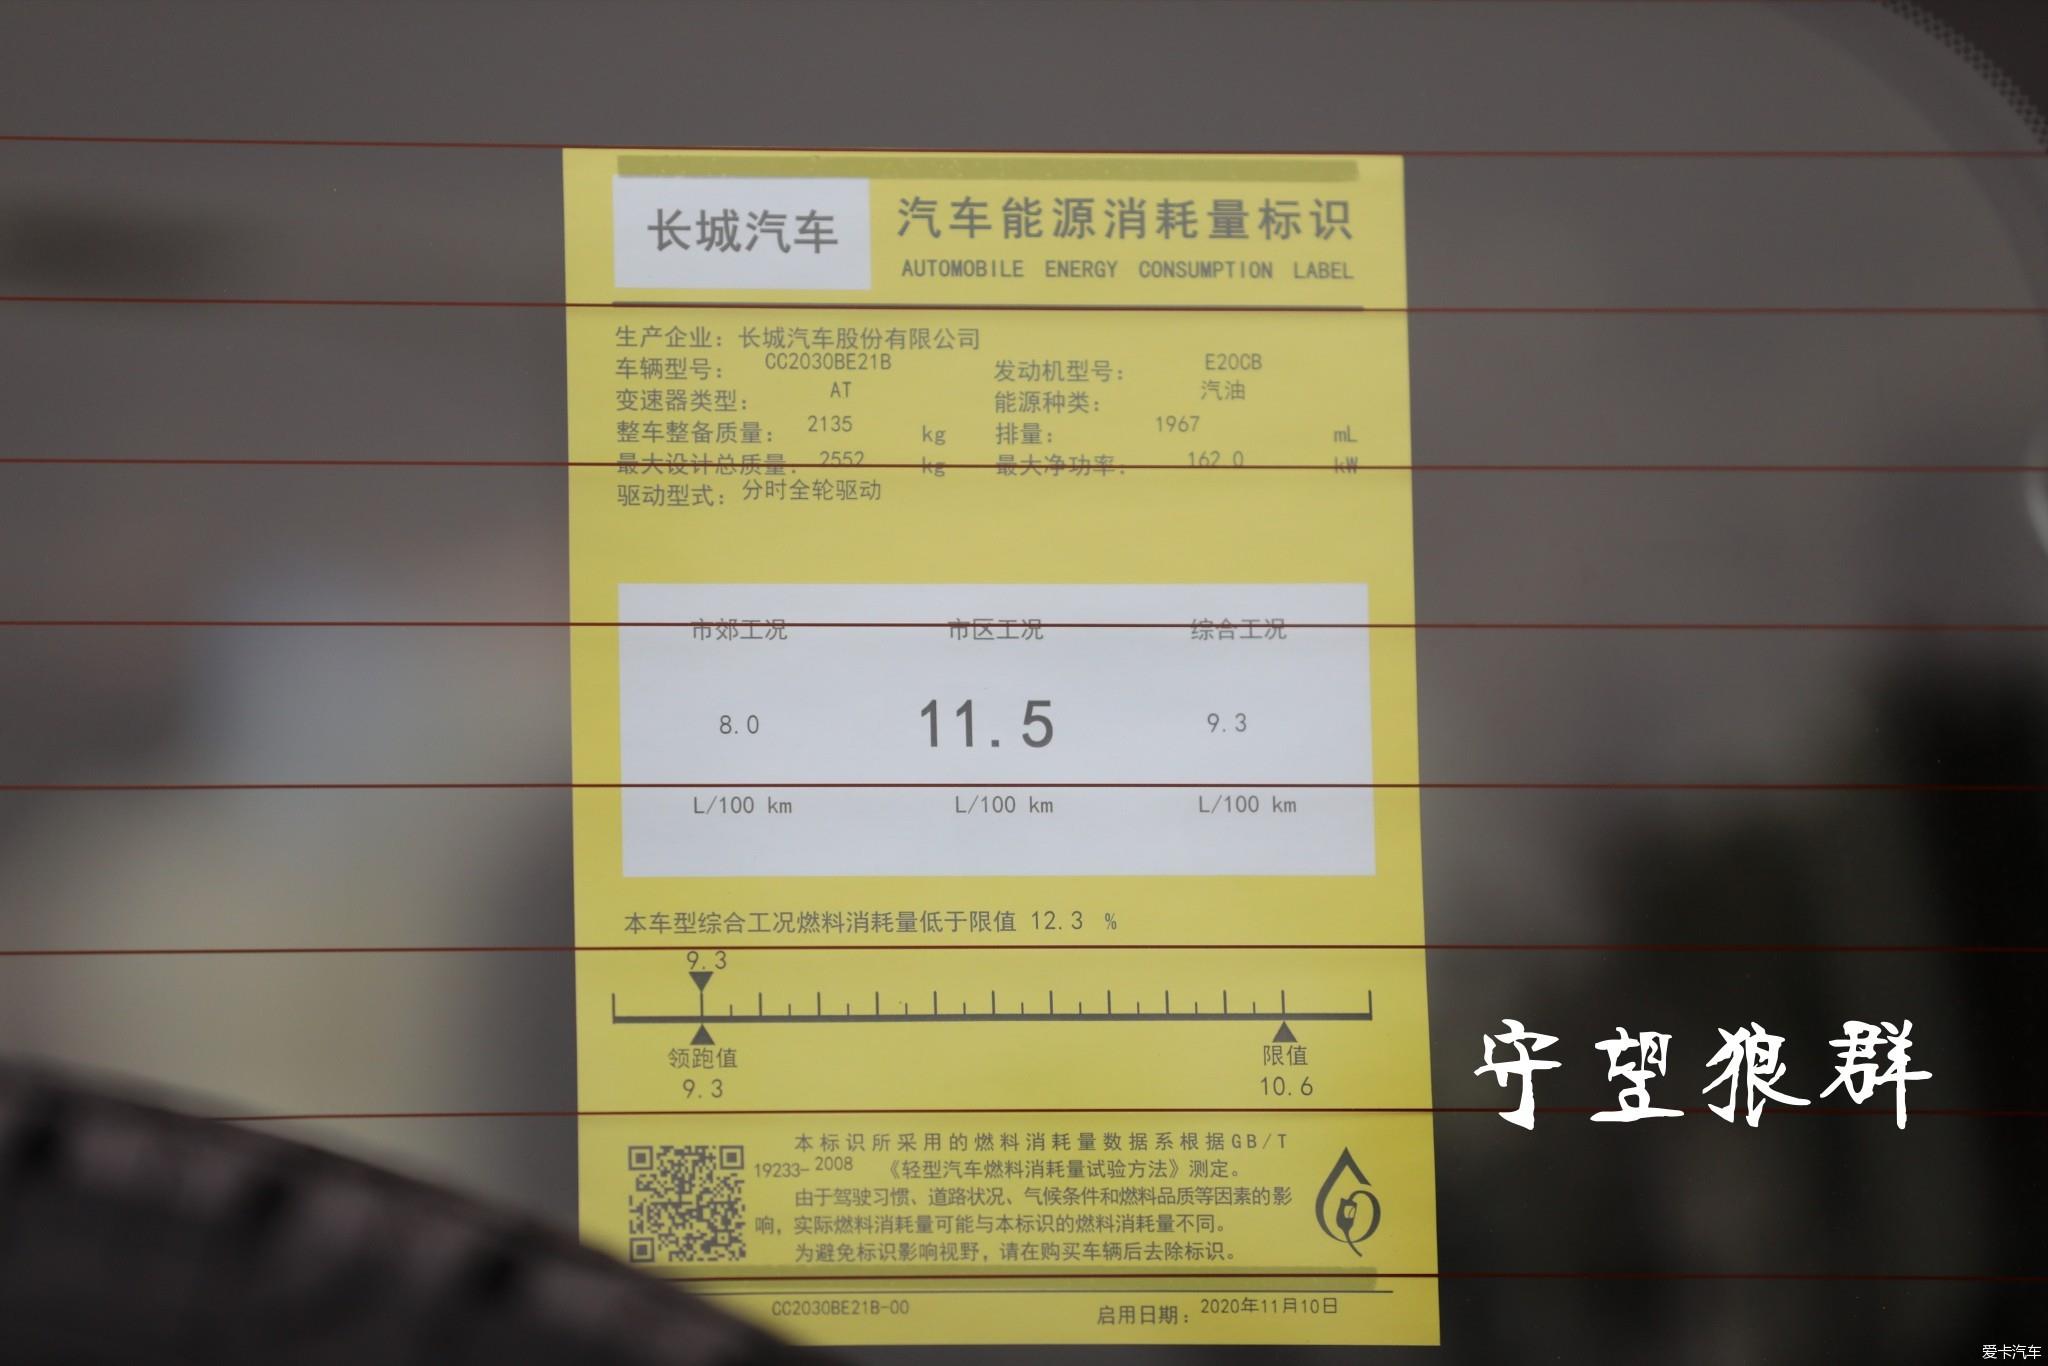 长城汽车
汽车能源消耗量标识
AUTOMOBILE ENERGY CONSUMPTION LABEL
生产企业：长城汽车股份有限公司
车辆型号： CC2030BE21B 发动机型号： E20CB
变速器类型： AT 能源种类： 汽油
整车整备质量： 2135 kg 排量： 1967 mL
最大设计总质量： 2552 kg 最大净功率： 162.0 kW
驱动型式：分时全轮驱动
市郊工况 市区工况 综合工况
8.0 11.5 9.3
L/100 km L/100 km L/100 km
本车型综合工况燃料消耗量低于限值 12.3 %
9.3
领跑值 限值
9.3 10.6
本标识所采用的燃料消耗量数据系根据GB/T
19233-2008 《轻型汽车燃料消耗量试验方法》测定。
由于驾驶习惯、道路状况、气候条件和燃料品质等因素的影
响，实际燃料消耗量可能与本标识的燃料消耗量不同。
为避免标识影响视野，请在购买车辆后去除标识。
CC2030BE21B-00 启用日期：2020年11月10日
守望狼群
爱卡汽车